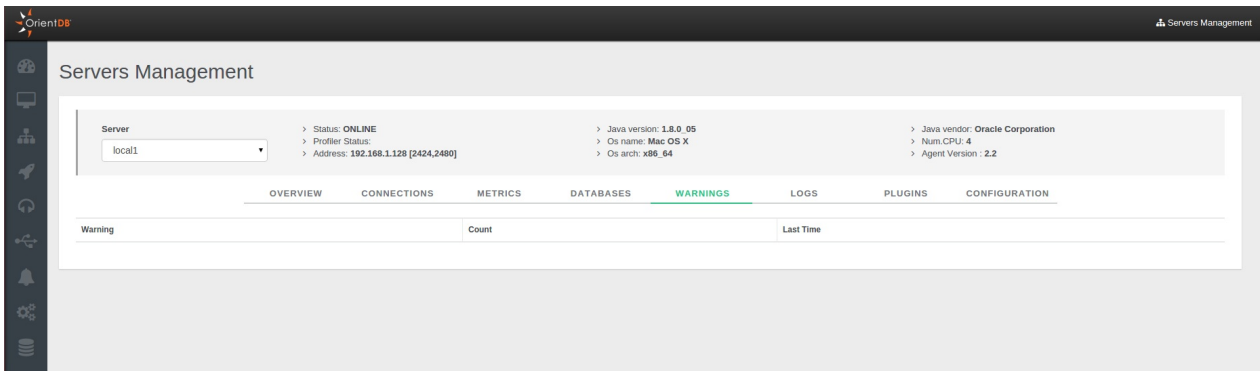 OrientDB
Servers Management
Servers Management
Server
local1
> Status: ONLINE
> Profiler Status:
> Address: 192.168.1.128 [2424,2480]
> Java version: 1.8.0_05
> Os name: Mac OS X
> Os arch: x86_64
> Java vendor: Oracle Corporation
> Num.CPU: 4
> Agent Version : 2.2
OVERVIEW CONNECTIONS METRICS DATABASES WARNINGS LOGS PLUGINS CONFIGURATION
Warning Count Last Time